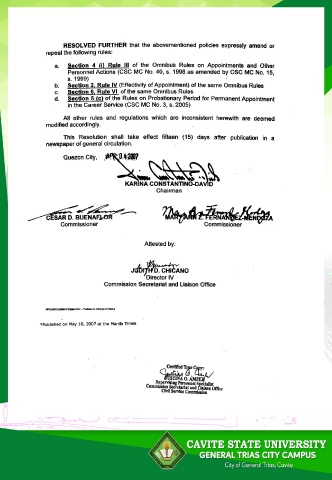 RESOLVED FURTHER that the abovementioned policies expressly amend or
repeal the following rules:
a. Section 4 (i) Rule III of the Omnibus Rules on Appointments and Other
Personnel Actions (CSC MC No. 40, s. 1998 as amended by CSC MC No. 15,
s. 1999)
b. Section 2, Rule IV (Effectivity of Appointment) of the same Omnibus Rules
c. Section 6, Rule VI of the same Omnibus Rules
d. Section 5 (c) of the Rules on Probationary Period for Permanent Appointment
in the Career Service (CSC MC No. 3, s. 2005)
All other rules and regulations which are inconsistent herewith are deemed
modified accordingly.
This Resolution shall take effect fifteen (15) days after publication in a
newspaper of general circulation.
Quezon City, APR 04 2007
KARINA CONSTANTINO-DAVID
Chairman
CESAR D. BUENAFLOR MARY ANN Z. FERNANDEZ-MENDOZA
Commissioner Commissioner
Attested by:
JUDITH D. CHICANO
Director IV
Commission Secretariat and Liaison Office
*Published on May 10, 2007 at the Manila Times
Certified True Copy:
Supervising Personnel Specialist
Commission Secretariat and Liaison Office
Civil Service Commission
CAVITE STATE UNIVERSITY
GENERAL TRIAS CITY CAMPUS
City of General Trias, Cavite